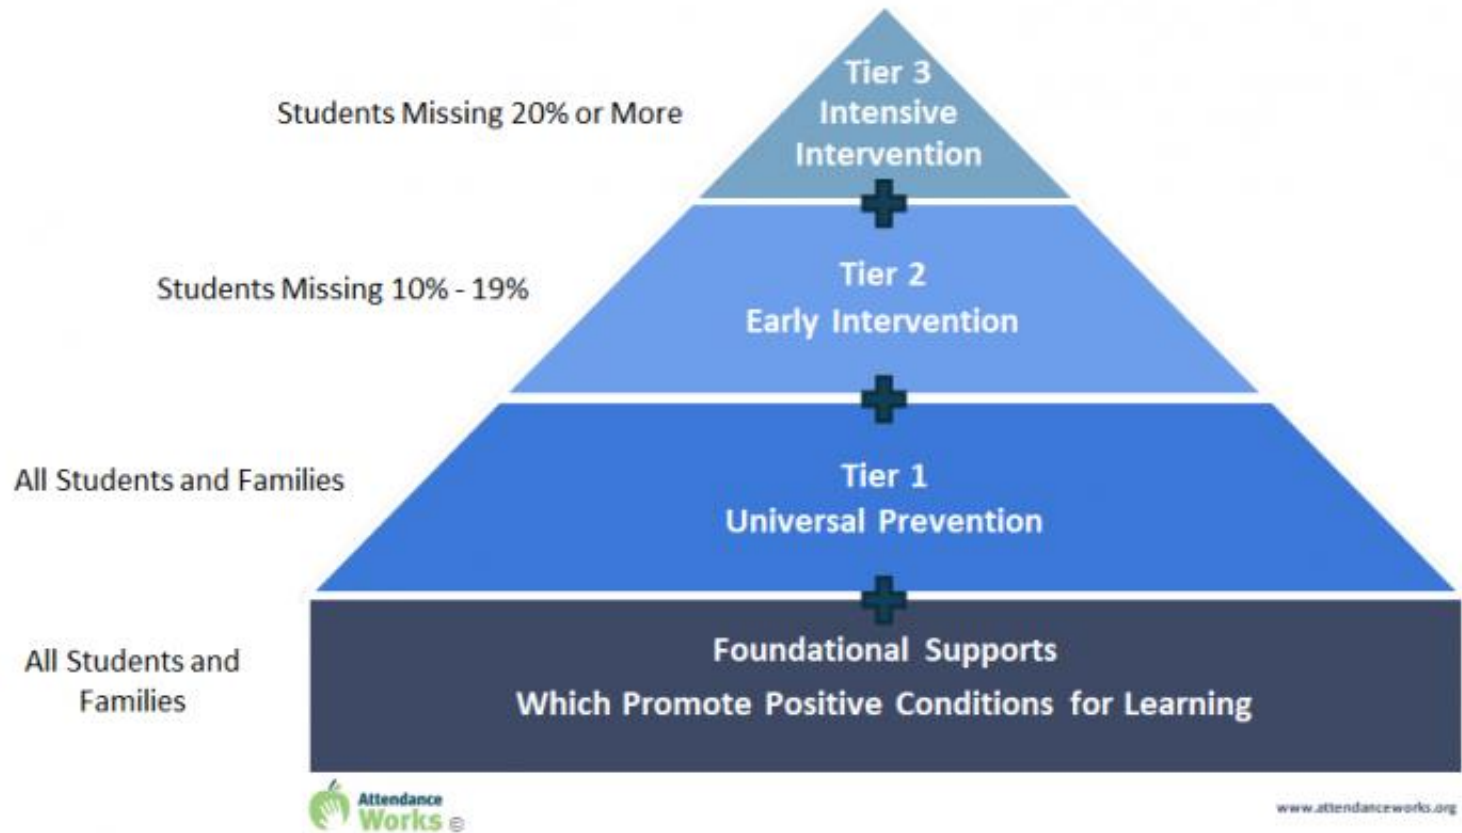 Tier 3
Intensive
Intervention
Students Missing 20% or More
Tier 2
Early Intervention
Students Missing 10% - 19%
Tier 1
Universal Prevention
All Students and Families
Foundational Supports
Which Promote Positive Conditions for Learning
All Students and
Families
Attendance
Works ©
www.attendanceworks.org